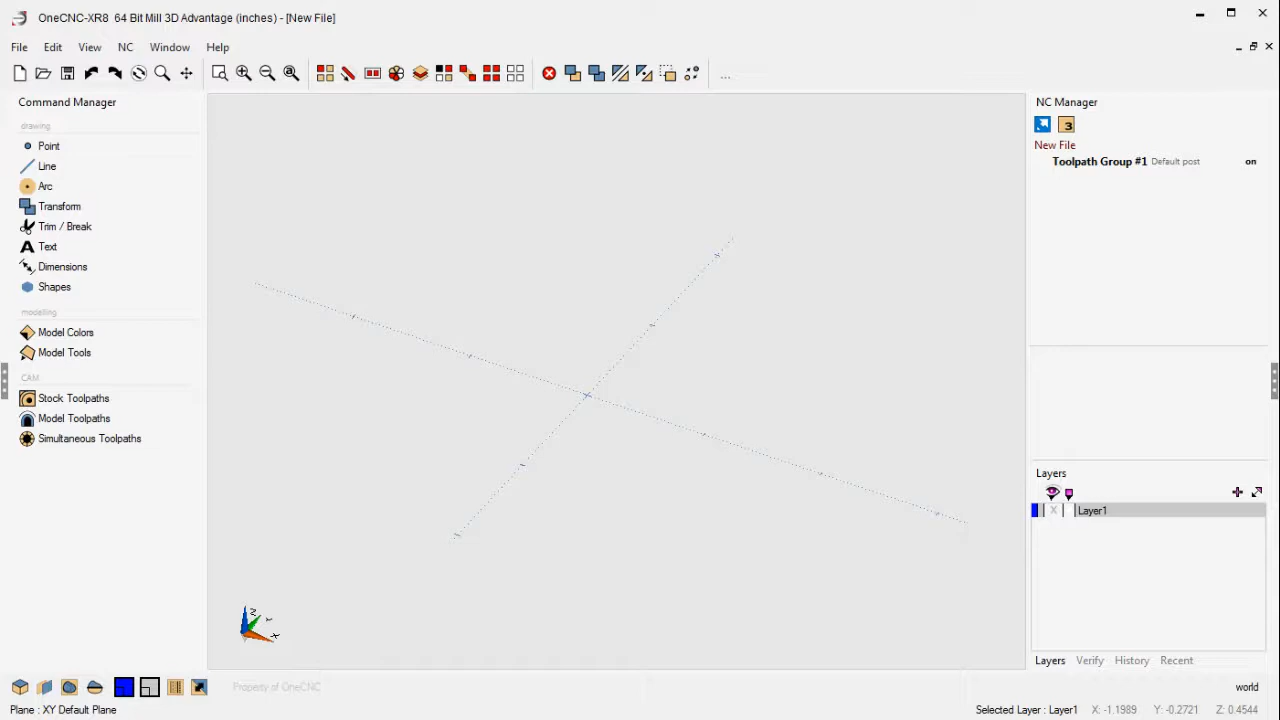 OneCNC-XR8 64 Bit Mill 3D Advantage (inches) - [New File]
File Edit View NC Window Help
...
Command Manager
drawing
Point
Line
Arc
Transform
Trim / Break
Text
Dimensions
Shapes
modelling
Model Colors
Model Tools
CAM
Stock Toolpaths
Model Toolpaths
Simultaneous Toolpaths
Z
Y
X
NC Manager
3
New File
Toolpath Group #1 Default post on
Layers
X Layer1
Layers Verify History Recent
Property of OneCNC
world
Plane : XY Default Plane
Selected Layer : Layer1 X: -1.1989 Y: -0.2721 Z: 0.4544